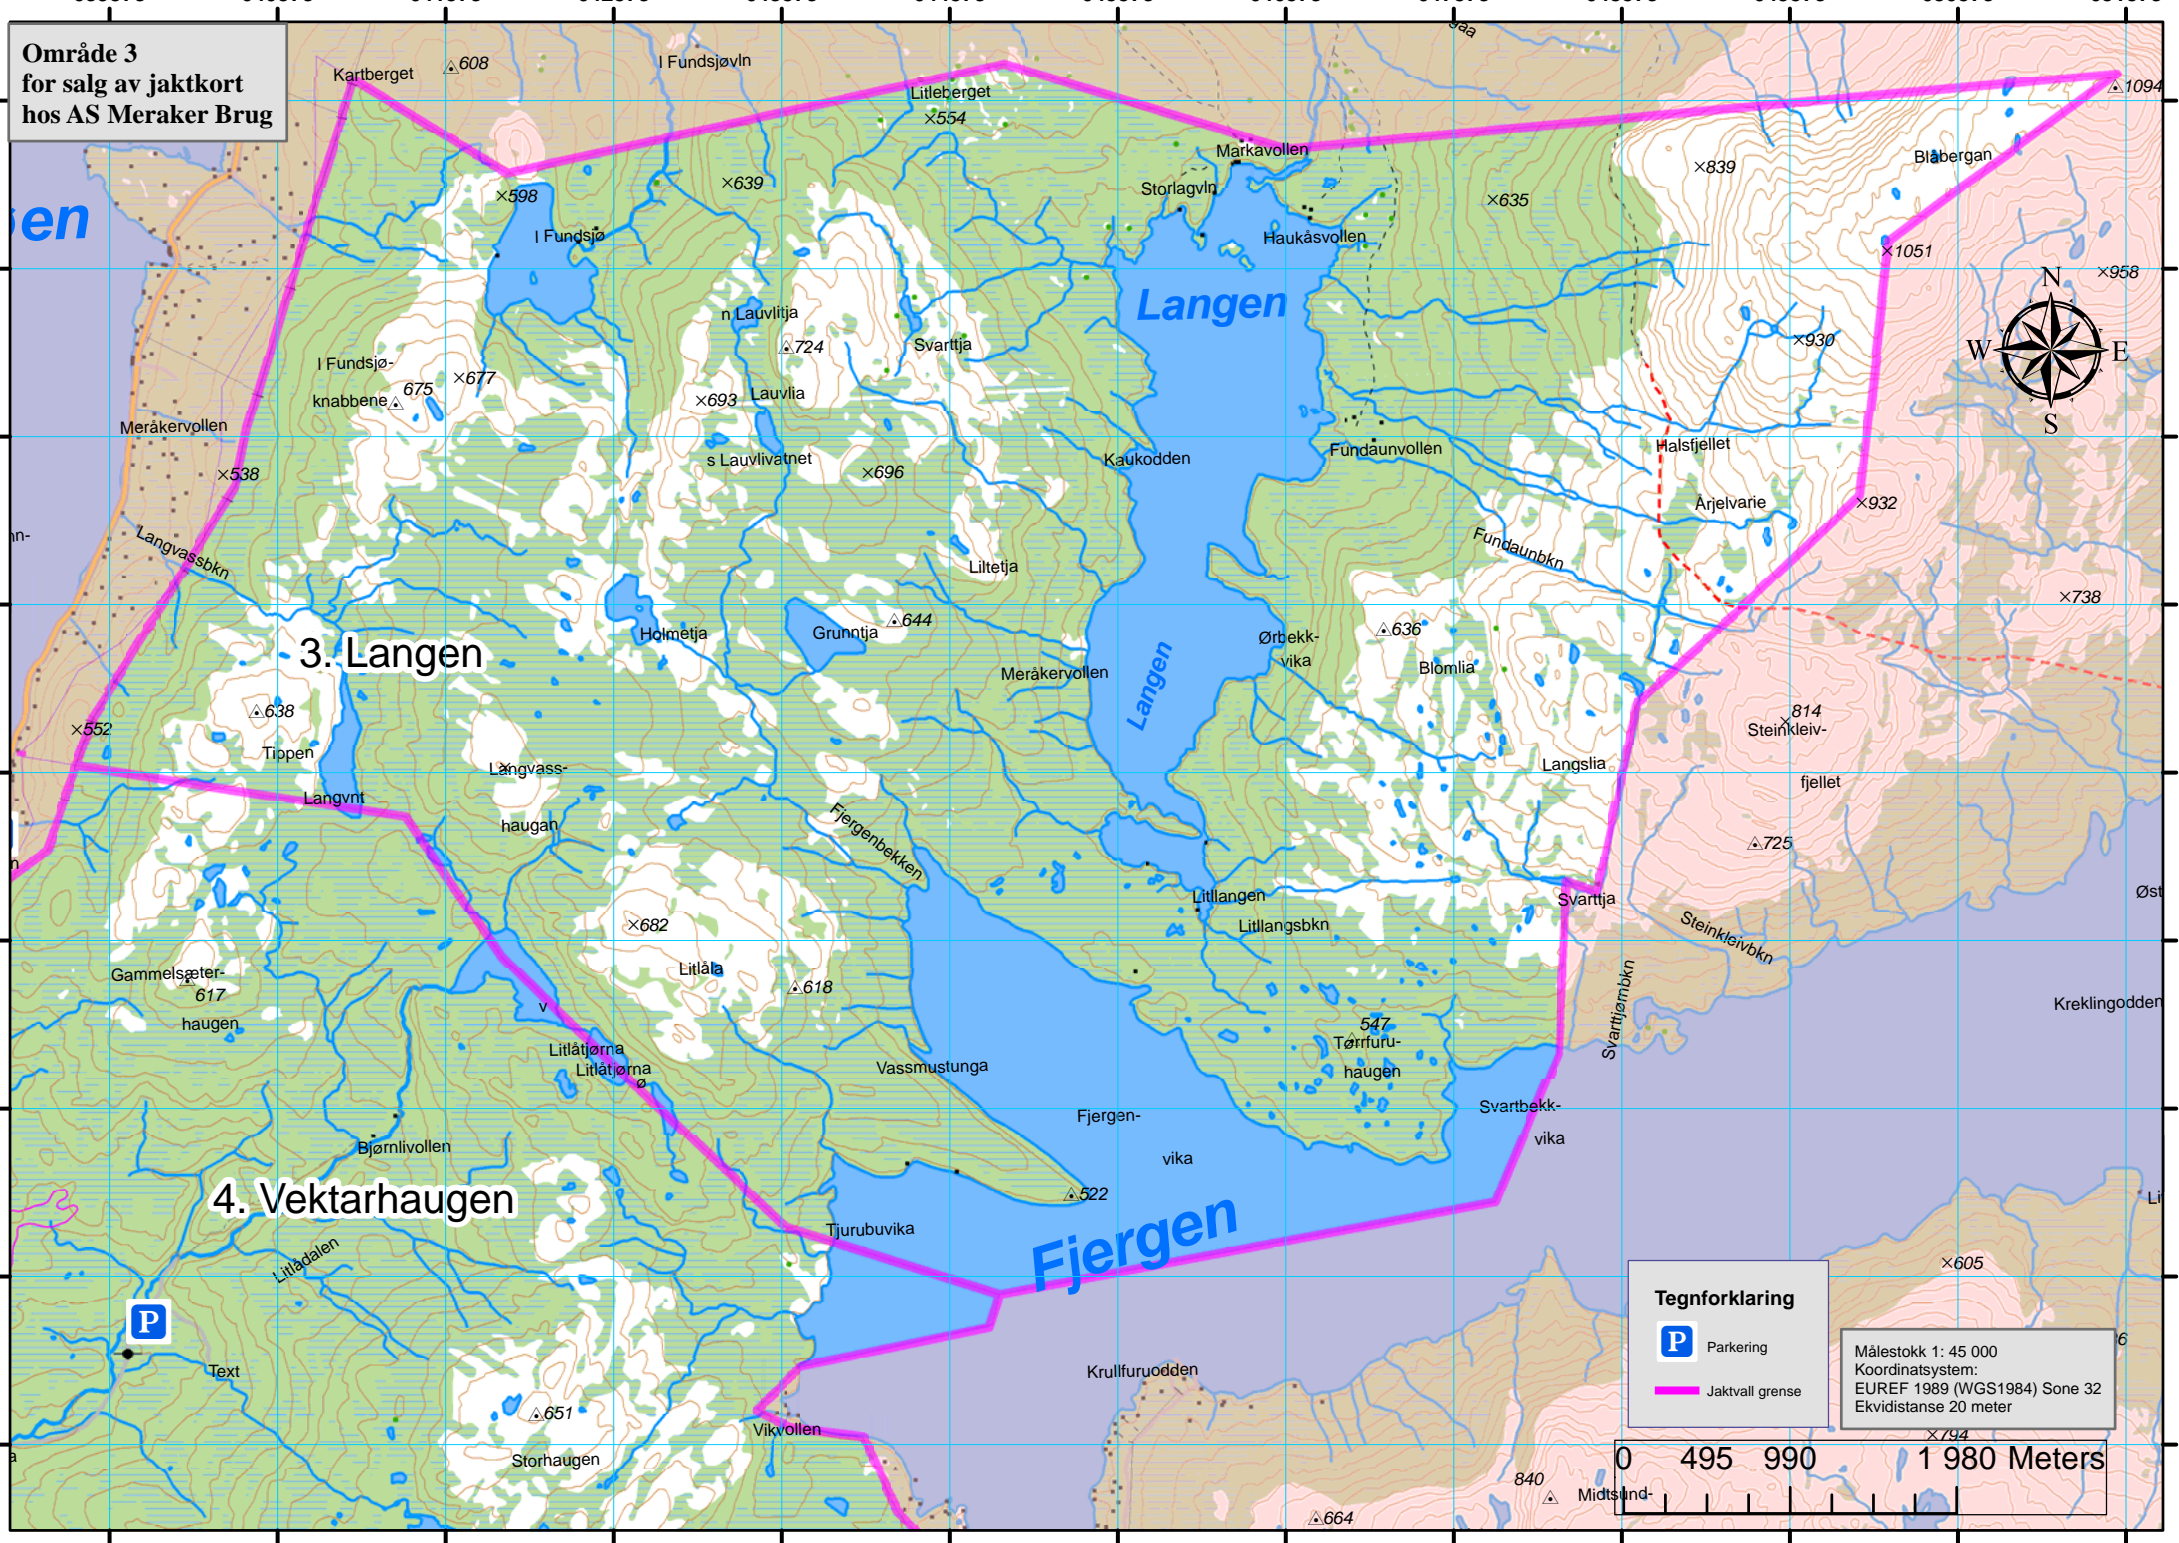 Område 3
for salg av jaktkort
hos AS Meraker Brug
Kartberget
608
I Fundsjøvln
Litleberget
554
Markavollen
1094
Blåbergan
839
Storlagvln
635
639
598
I Fundsjø
Haukåsvollen
1051
958
N
W
E
S
Langen
n Lauvlitja
724
Svarttja
930
I Fundsjø-
knabbene
675
677
693
Lauvlia
Meråkervollen
538
s Lauvlivatnet
696
Kaukodden
Fundaunvollen
Halsfjellet
Årjelvarie
932
Langvassbkn
Fundaunbkn
Liltetja
738
3. Langen
Holmetja
Grunntja
644
Ørbekk-
vika
636
Blomlia
Meråkervollen
Langen
552
638
Tippen
814
Steinkleiv-
fjellet
Langvnt
Langvass-
haugan
Langslia
725
Fjergenbekken
Litllangen
Litllangsbkn
Svarttja
Steinkleivbkn
Øst
682
Litlåla
618
Gammelsæter-
617
haugen
v
Svarttjørnbkn
Kreklingodden
547
Tørrfuru-
haugen
Litlåtjørna
Litlåtjørna
ø
Vassmustunga
Fjergen-
vika
Svartbekk-
vika
Bjørnlivollen
4. Vektarhaugen
522
Tjurubuvika
Fjergen
Litlådalen
605
P
Text
Krullfuruodden
651
Storhaugen
Vikvollen
Tegnforklaring
P Parkering
Jaktvall grense
Målestokk 1: 45 000
Koordinatsystem:
EUREF 1989 (WGS1984) Sone 32
Ekvidistanse 20 meter
794
0 495 990 1 980 Meters
840
Midtsund-
664